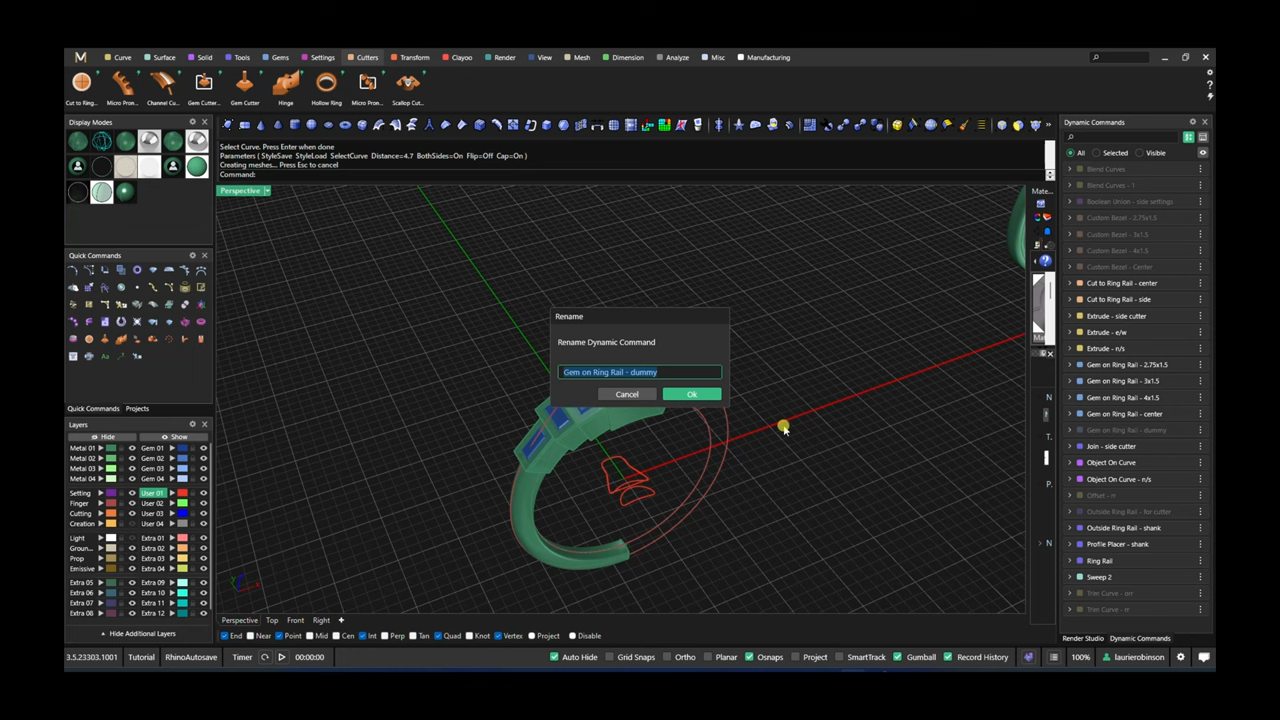 Curve Surface Solid Tools Gems Settings Cutters Transform Clayoo Render View Mesh Dimension Analyze Misc Manufacturing
Cut to Ring... Micro Pron... Channel Cu... Gem Cutter... Gem Cutter Hinge Hollow Ring Micro Pron... Scallop Cut...
Display Modes
Select Curve. Press Enter when done
Parameters ( StyleSave StyleLoad SelectCurve Distance=4.7 BothSides=On Flip=Off Cap=On )
Creating meshes... Press Esc to cancel
Command:
Perspective
Quick Commands
Quick Commands Projects
Layers
Hide Show
Metal 01 Gem 01
Metal 02 Gem 02
Metal 03 Gem 03
Metal 04 Gem 04
Setting User 01
Finger User 02
Cutting User 03
Creation User 04
Light Extra 01
Groun... Extra 02
Prop Extra 03
Emissive Extra 04
Extra 05 Extra 09
Extra 06 Extra 10
Extra 07 Extra 11
Extra 08 Extra 12
Hide Additional Layers
Rename
Rename Dynamic Command
Gem on Ring Rail - dummy
Cancel Ok
Mate...
Dynamic Commands
All Selected Visible
Blend Curves
Blend Curves - 1
Boolean Union - side settings
Custom Bezel - 2.75x1.5
Custom Bezel - 3x1.5
Custom Bezel - 4x1.5
Custom Bezel - Center
Cut to Ring Rail - center
Cut to Ring Rail - side
Extrude - side cutter
Extrude - e/w
Extrude - n/s
Gem on Ring Rail - 2.75x1.5
Gem on Ring Rail - 3x1.5
Gem on Ring Rail - 4x1.5
Gem on Ring Rail - center
Gem on Ring Rail - dummy
Join - side cutter
Object On Curve
Object On Curve - n/s
Offset - rr
Outside Ring Rail - for cutter
Outside Ring Rail - shank
Profile Placer - shank
Ring Rail
Sweep 2
Trim Curve - orr
Trim Curve - rr
Render Studio Dynamic Commands
Perspective Top Front Right
End Near Point Mid Cen Int Perp Tan Quad Knot Vertex Project Disable
3.5.23303.1001 Tutorial RhinoAutosave Timer 00:00:00 Auto Hide Grid Snaps Ortho Planar Osnaps Project SmartTrack Gumball Record History 100% laurierobinson